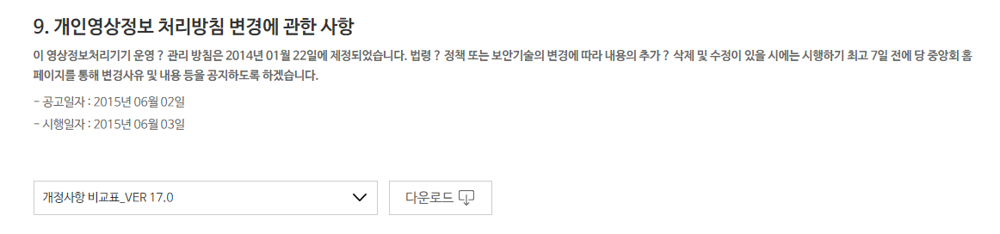 9. 개인영상정보 처리방침 변경에 관한 사항
이 영상정보처리기기 운영 ? 관리 방침은 2014년 01월 22일에 제정되었습니다. 법령 ? 정책 또는 보안기술의 변경에 따라 내용의 추가 ? 삭제 및 수정이 있을 시에는 시행하기 최고 7일 전에 당 중앙회 홈
페이지를 통해 변경사유 및 내용 등을 공지하도록 하겠습니다.
- 공고일자 : 2015년 06월 02일
- 시행일자 : 2015년 06월 03일
개정사항 비교표_VER 17.0
다운로드